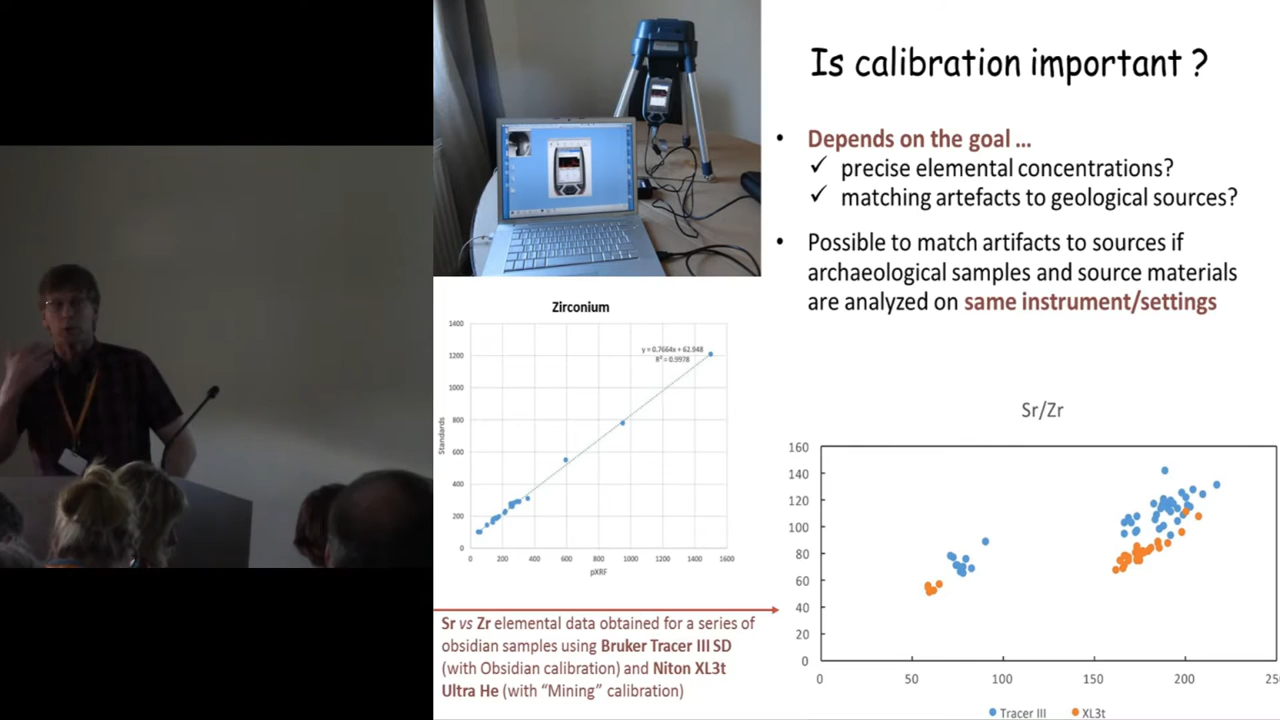 Is calibration important ?
• Depends on the goal ...
✓ precise elemental concentrations?
✓ matching artefacts to geological sources?
• Possible to match artifacts to sources if
archaeological samples and source materials
are analyzed on same instrument/settings
Zirconium
1400
1200
1000
800
600
400
200
0
y = 0.7664x + 62.948
R² = 0.9978
Standards
0 200 400 600 800 1000 1200 1400 1600
pXRF
Sr vs Zr elemental data obtained for a series of
obsidian samples using Bruker Tracer III SD
(with Obsidian calibration) and Niton XL3t
Ultra He (with “Mining” calibration)
Sr/Zr
160
140
120
100
80
60
40
20
0
0 50 100 150 200 25
Tracer III XL3t